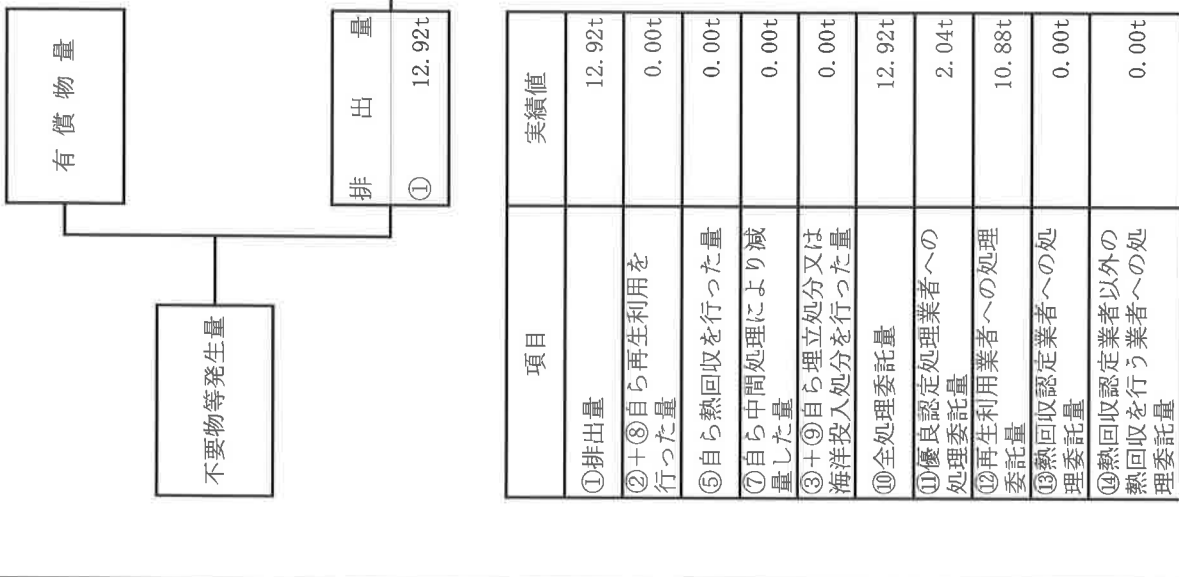 有償物量
不要物等発生量
排出量
① 12.92t
項目 実績値
①排出量 12.92t
②＋⑧自ら再生利用を
行った量 0.00t
⑤自ら熱回収を行った量 0.00t
⑦自ら中間処理により減
量した量 0.00t
③＋⑨自ら埋立処分又は
海洋投入処分を行った量 0.00t
⑩全処理委託量 12.92t
⑪優良認定処理業者への
処理委託量 2.04t
⑫再生利用業者への処理
委託量 10.88t
⑬熱回収認定業者への処
理委託量 0.00t
⑭熱回収認定業者以外の
熱回収を行う業者への処
理委託量 0.00t